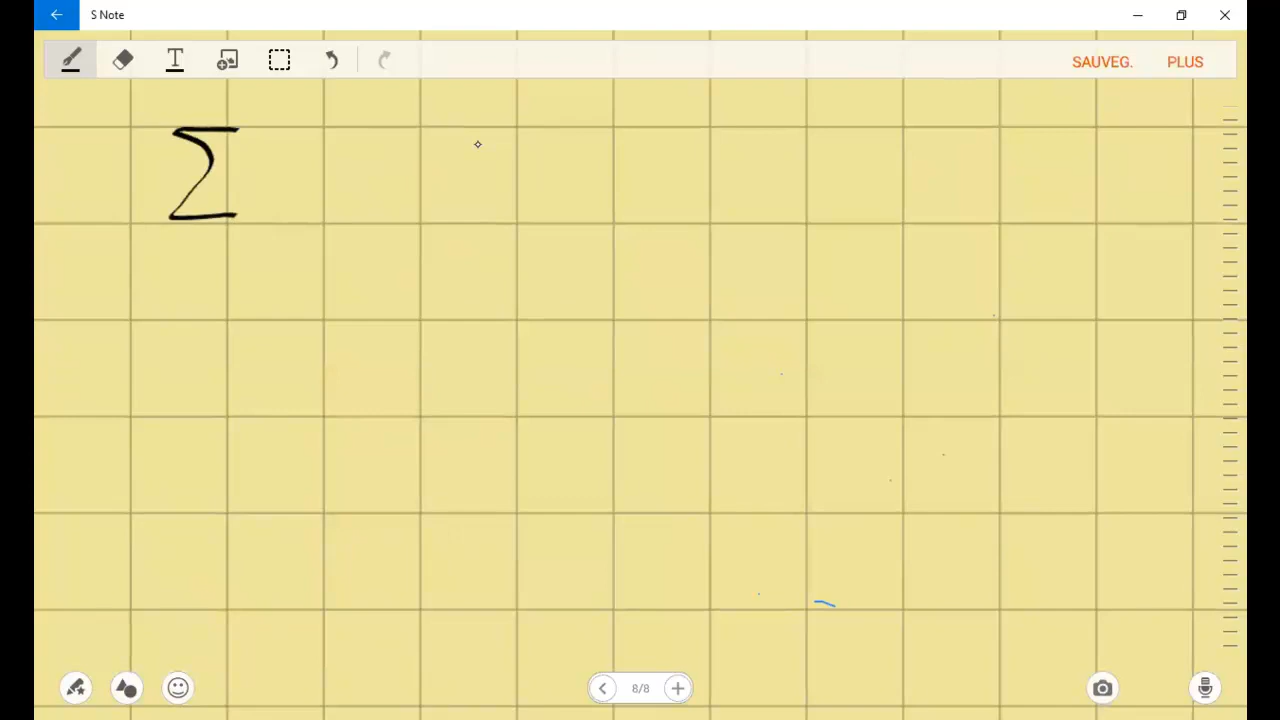 S Note
T
SAUVEG. PLUS
Σ
8/8